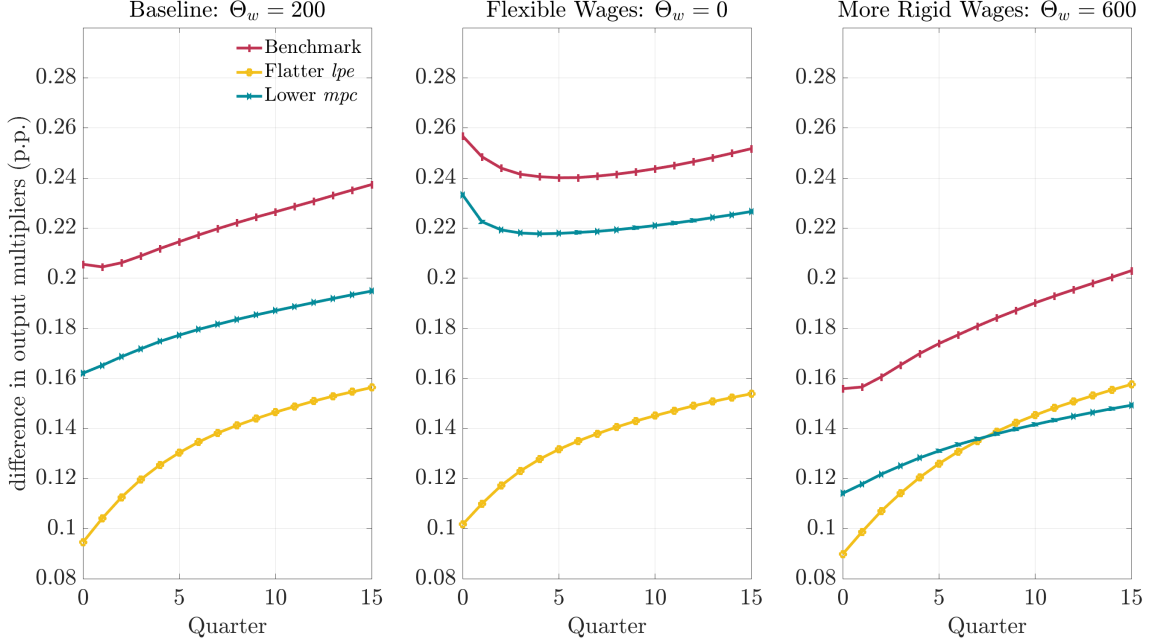 Baseline: Θ_w = 200
Flexible Wages: Θ_w = 0
More Rigid Wages: Θ_w = 600
Benchmark
Flatter lpe
Lower mpc
difference in output multipliers (p.p.)
0.28
0.26
0.24
0.22
0.2
0.18
0.16
0.14
0.12
0.1
0.08
0 5 10 15
Quarter
0.28
0.26
0.24
0.22
0.2
0.18
0.16
0.14
0.12
0.1
0.08
0 5 10 15
Quarter
0.28
0.26
0.24
0.22
0.2
0.18
0.16
0.14
0.12
0.1
0.08
0 5 10 15
Quarter